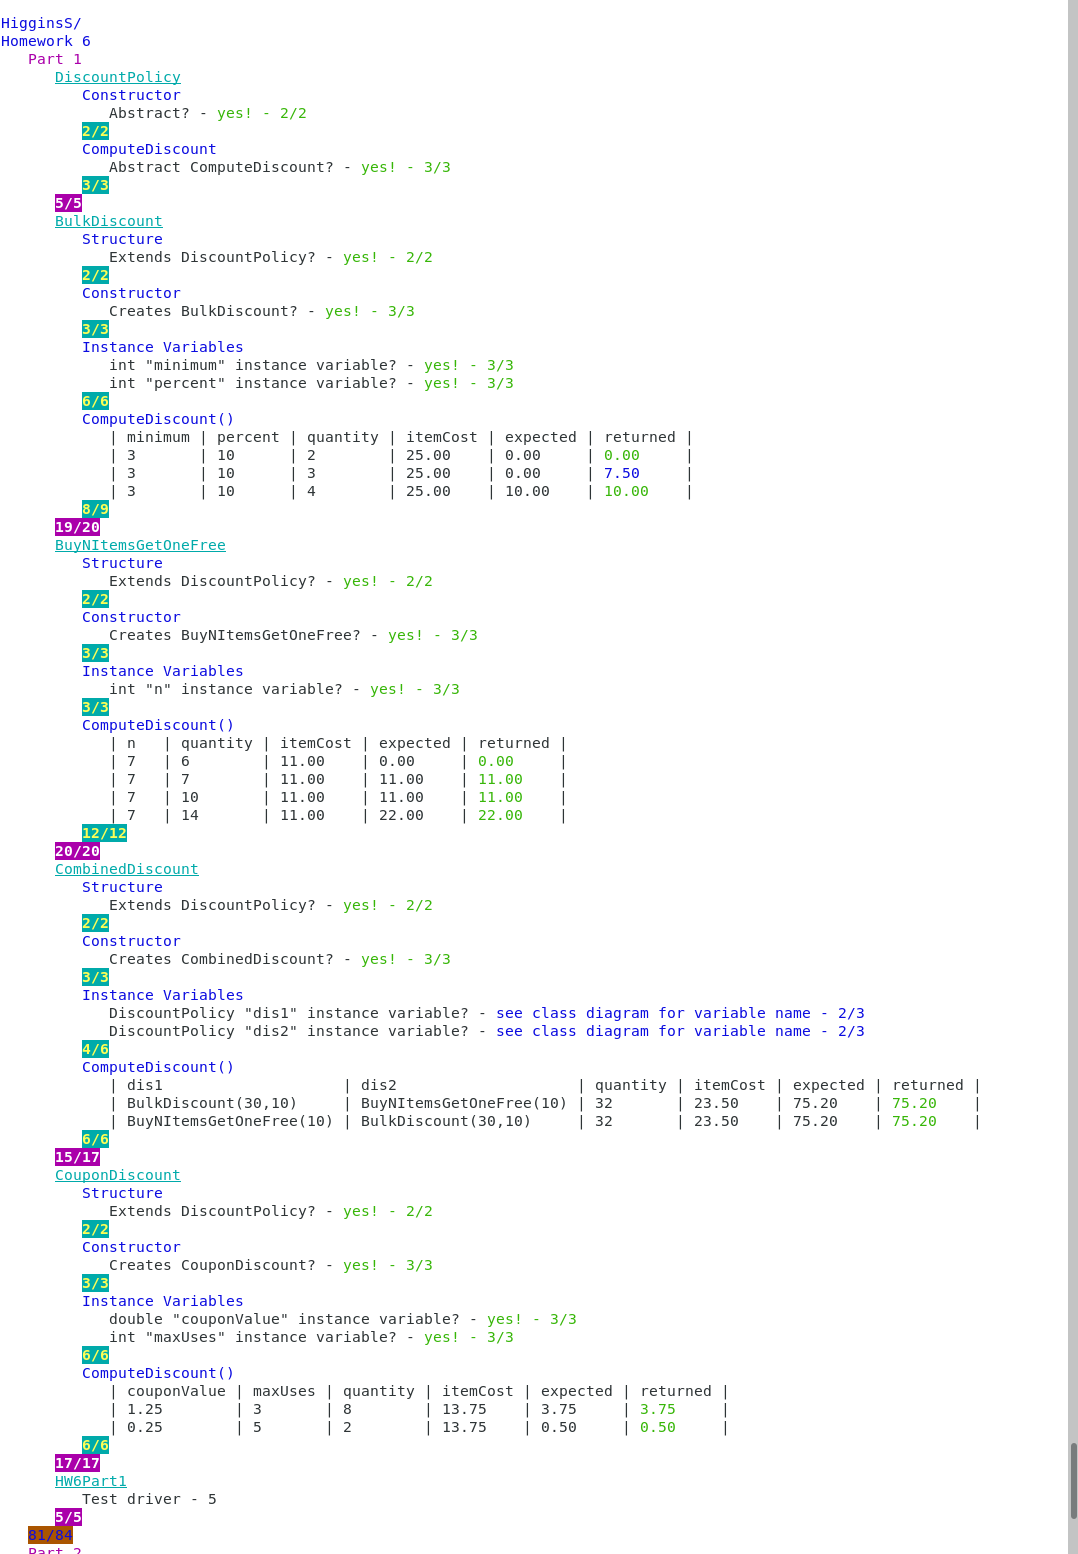 HigginsS/
Homework 6
Part 1
DiscountPolicy
Constructor
Abstract? - yes! - 2/2
2/2
ComputeDiscount
Abstract ComputeDiscount? - yes! - 3/3
3/3
5/5
BulkDiscount
Structure
Extends DiscountPolicy? - yes! - 2/2
2/2
Constructor
Creates BulkDiscount? - yes! - 3/3
3/3
Instance Variables
int "minimum" instance variable? - yes! - 3/3
int "percent" instance variable? - yes! - 3/3
6/6
ComputeDiscount()
| minimum | percent | quantity | itemCost | expected | returned |
| 3 | 10 | 2 | 25.00 | 0.00 | 0.00 |
| 3 | 10 | 3 | 25.00 | 0.00 | 7.50 |
| 3 | 10 | 4 | 25.00 | 10.00 | 10.00 |
8/9
19/20
BuyNItemsGetOneFree
Structure
Extends DiscountPolicy? - yes! - 2/2
2/2
Constructor
Creates BuyNItemsGetOneFree? - yes! - 3/3
3/3
Instance Variables
int "n" instance variable? - yes! - 3/3
3/3
ComputeDiscount()
| n | quantity | itemCost | expected | returned |
| 7 | 6 | 11.00 | 0.00 | 0.00 |
| 7 | 7 | 11.00 | 11.00 | 11.00 |
| 7 | 10 | 11.00 | 11.00 | 11.00 |
| 7 | 14 | 11.00 | 22.00 | 22.00 |
12/12
20/20
CombinedDiscount
Structure
Extends DiscountPolicy? - yes! - 2/2
2/2
Constructor
Creates CombinedDiscount? - yes! - 3/3
3/3
Instance Variables
DiscountPolicy "dis1" instance variable? - see class diagram for variable name - 2/3
DiscountPolicy "dis2" instance variable? - see class diagram for variable name - 2/3
4/6
ComputeDiscount()
| dis1 | dis2 | quantity | itemCost | expected | returned |
| BulkDiscount(30,10) | BuyNItemsGetOneFree(10) | 32 | 23.50 | 75.20 | 75.20 |
| BuyNItemsGetOneFree(10) | BulkDiscount(30,10) | 32 | 23.50 | 75.20 | 75.20 |
6/6
15/17
CouponDiscount
Structure
Extends DiscountPolicy? - yes! - 2/2
2/2
Constructor
Creates CouponDiscount? - yes! - 3/3
3/3
Instance Variables
double "couponValue" instance variable? - yes! - 3/3
int "maxUses" instance variable? - yes! - 3/3
6/6
ComputeDiscount()
| couponValue | maxUses | quantity | itemCost | expected | returned |
| 1.25 | 3 | 8 | 13.75 | 3.75 | 3.75 |
| 0.25 | 5 | 2 | 13.75 | 0.50 | 0.50 |
6/6
17/17
HW6Part1
Test driver - 5
5/5
81/84
Part 2